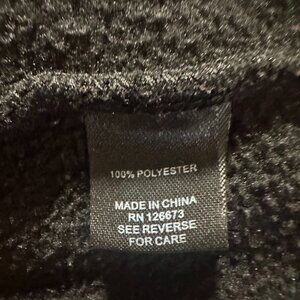 100% POLYESTER
MADE IN CHINA
RN 126673
SEE REVERSE
FOR CARE